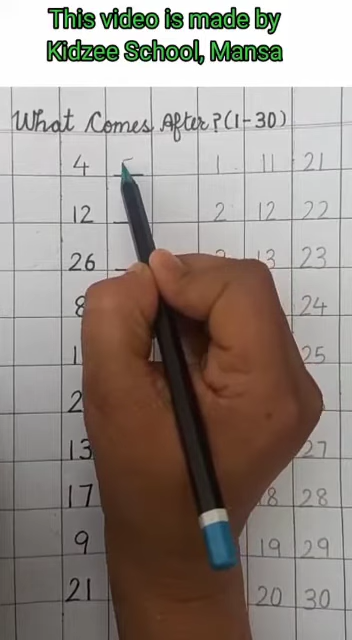 This video is made by
Kidzee School, Mansa
What Comes After? (1-30)
4 5 1 11 21
12 _ 2 12 22
26 _ 13 23
24
25
13 27
17 28
9 19 29
21 20 30